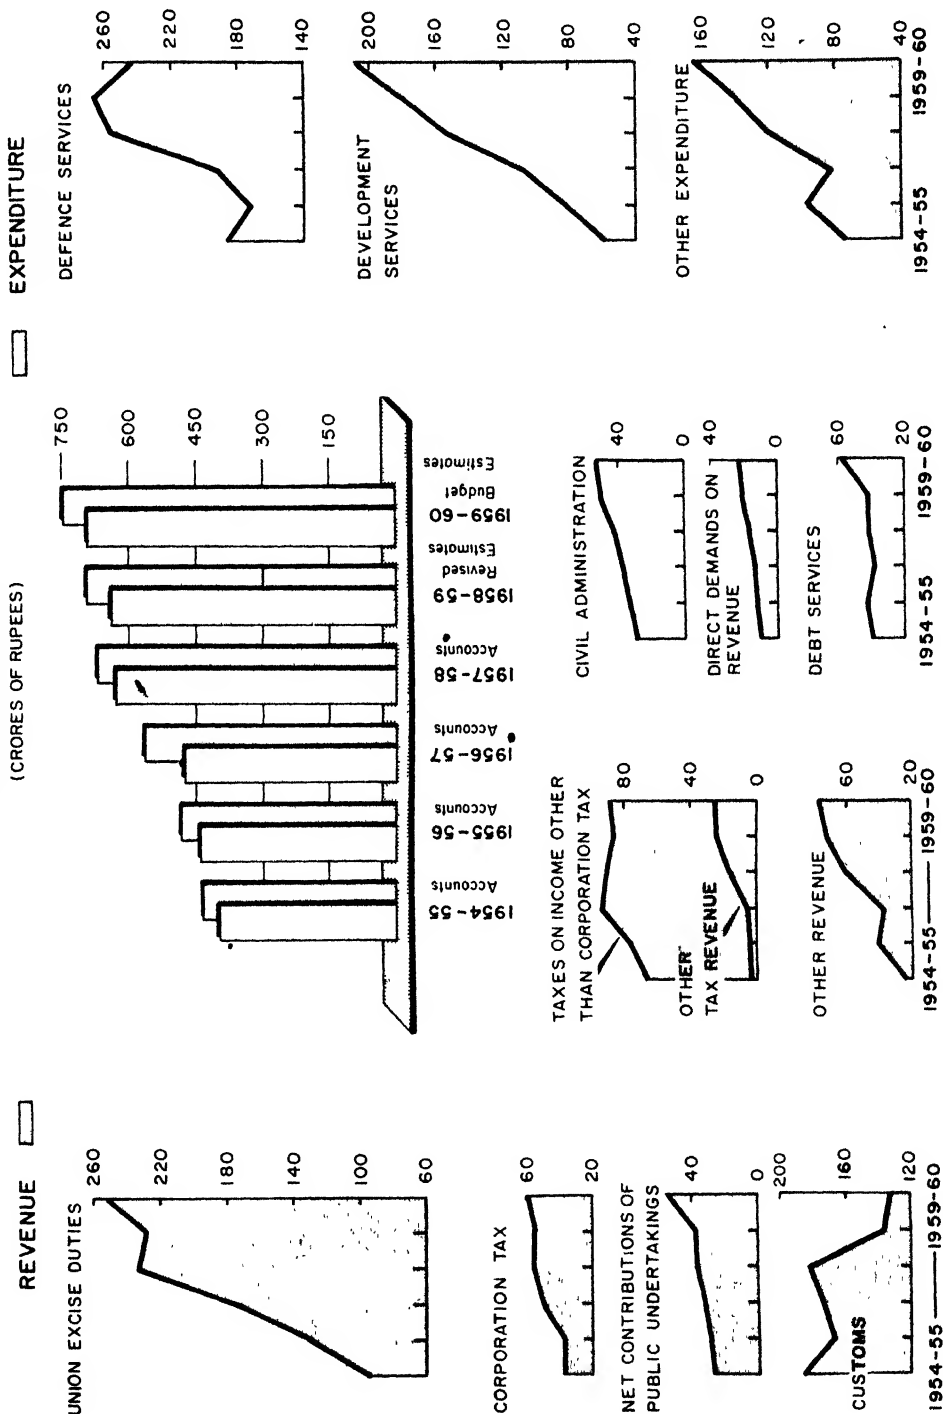 REVENUE
(CRORES OF RUPEES)
EXPENDITURE
UNION EXCISE DUTIES
260
220
180
140
100
60
CORPORATION TAX
60
20
NET CONTRIBUTIONS OF
PUBLIC UNDERTAKINGS
40
0
CUSTOMS
200
160
120
1954-55
1959-60
750
600
450
300
150
1954-55
Accounts
1955-56
Accounts
1956-57
Accounts
1957-58
Accounts
1958-59
Revised
Estimates
1959-60
Budget
Estimates
TAXES ON INCOME OTHER
THAN CORPORATION TAX
80
40
0
OTHER
TAX REVENUE
OTHER REVENUE
60
20
1954-55
1959-60
CIVIL ADMINISTRATION
40
0
DIRECT DEMANDS ON
REVENUE
40
0
DEBT SERVICES
60
20
1954-55
1959-60
DEFENCE SERVICES
260
220
180
140
DEVELOPMENT
SERVICES
200
160
120
80
40
OTHER EXPENDITURE
160
120
80
40
1954-55
1959-60